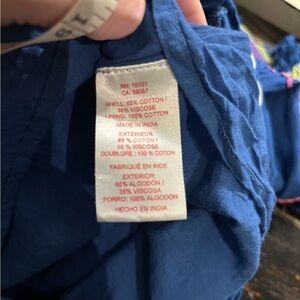 RN: 15101
CA: 59087
SHELL: 65% COTTON /
35% VISCOSE
LINING: 100% COTTON
MADE IN INDIA
EXTÉRIEUR
65 % COTON /
35 % VISCOSE
DOUBLURE : 100 % COTON
FABRIQUÉ EN INDE
EXTERIOR:
65% ALGODÓN /
35% VISCOSA
FORRO: 100% ALGODÓN
HECHO EN INDIA